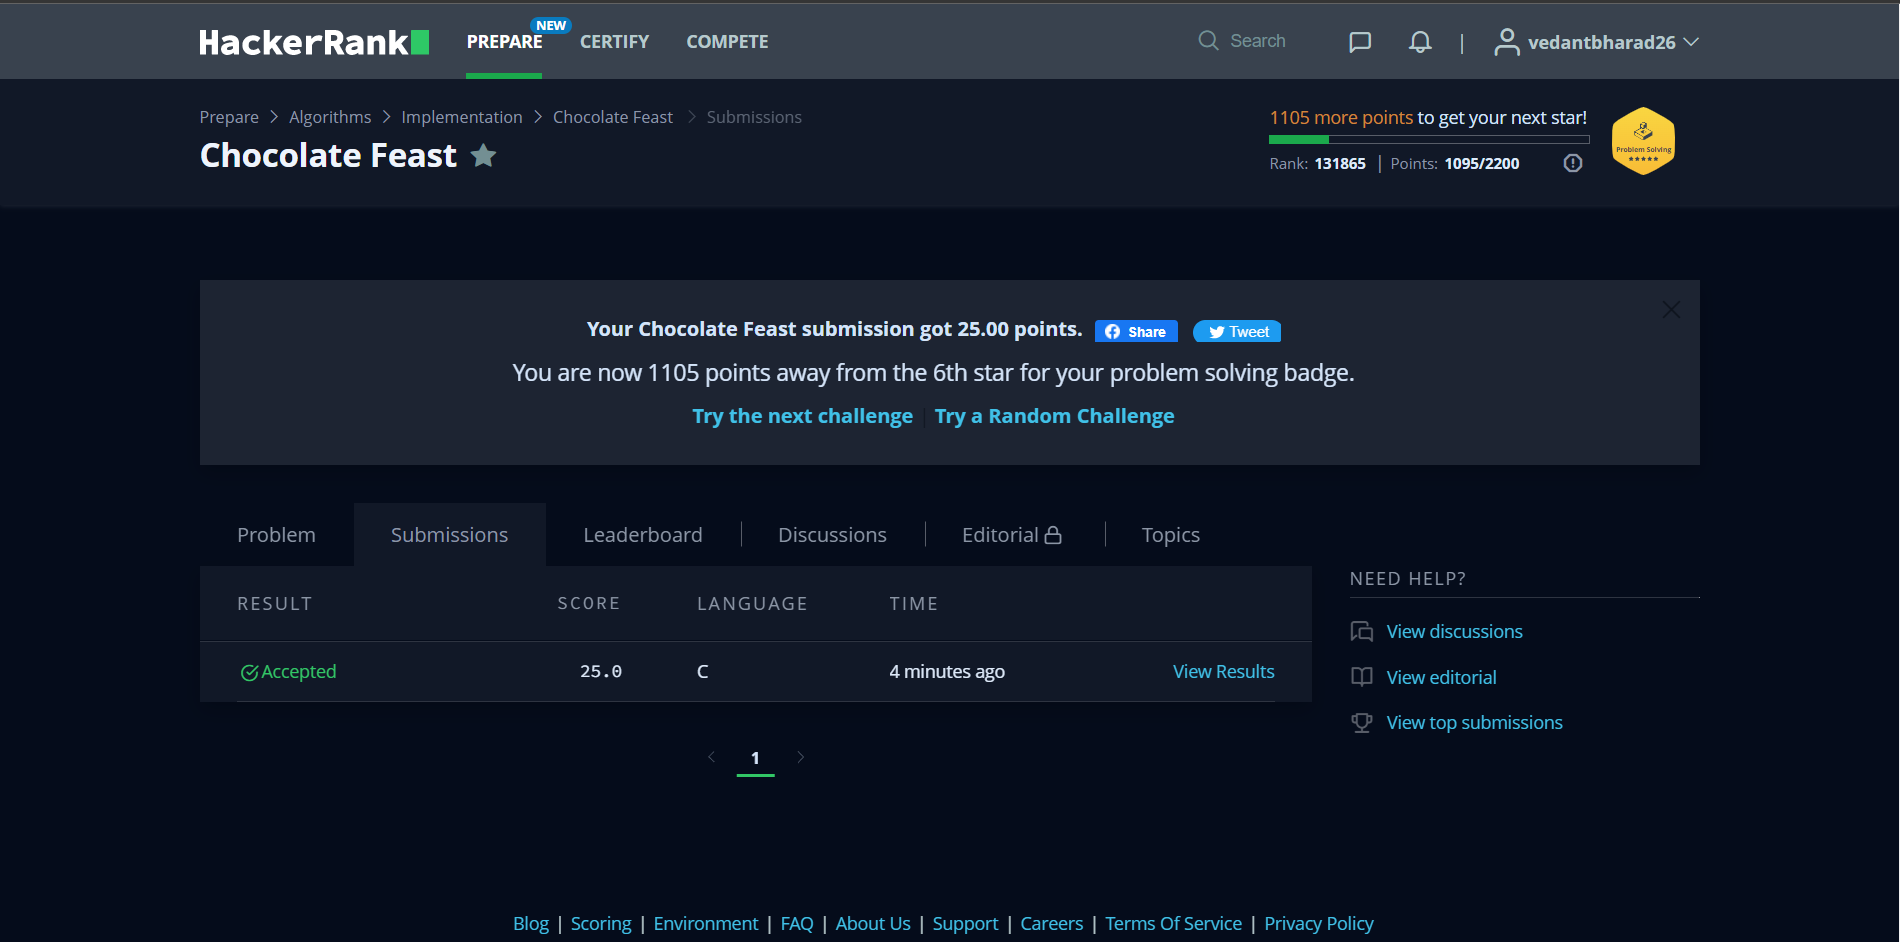 HackerRank
PREPARE
NEW
CERTIFY
COMPETE
Search
|
vedantbharad26
Prepare > Algorithms > Implementation > Chocolate Feast > Submissions
Chocolate Feast
1105 more points to get your next star!
Rank: 131865 | Points: 1095/2200
Problem Solving
Your Chocolate Feast submission got 25.00 points.
Share
Tweet
You are now 1105 points away from the 6th star for your problem solving badge.
Try the next challenge | Try a Random Challenge
Problem
Submissions
Leaderboard
Discussions
Editorial
Topics
RESULT SCORE LANGUAGE TIME
Accepted 25.0 C 4 minutes ago View Results
1
NEED HELP?
View discussions
View editorial
View top submissions
Blog | Scoring | Environment | FAQ | About Us | Support | Careers | Terms Of Service | Privacy Policy